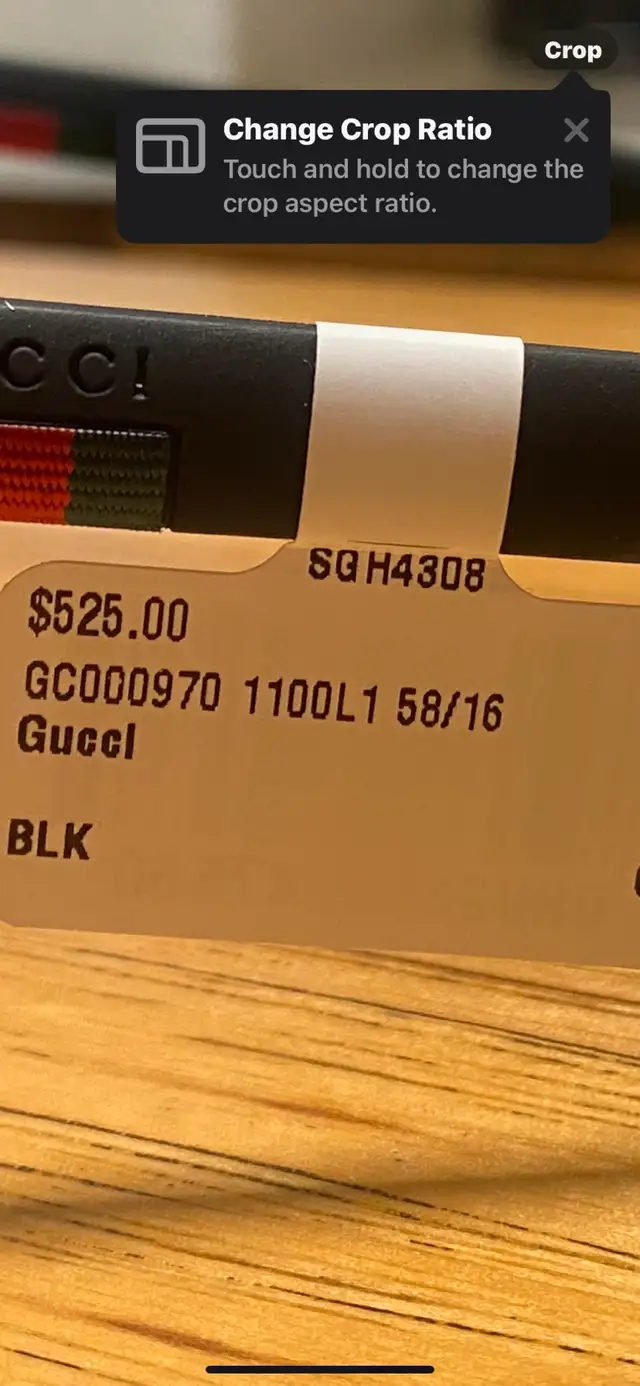 Crop
Change Crop Ratio
Touch and hold to change the
crop aspect ratio.
CCI
SGH4308
$525.00
GC000970 1100L1 58/16
Gucci
BLK